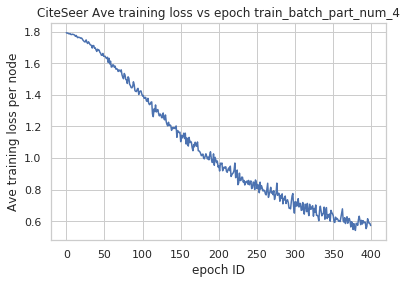 CiteSeer Ave training loss vs epoch train_batch_part_num_4
1.8
1.6
1.4
1.2
1.0
0.8
0.6
Ave training loss per node
0 50 100 150 200 250 300 350 400
epoch ID